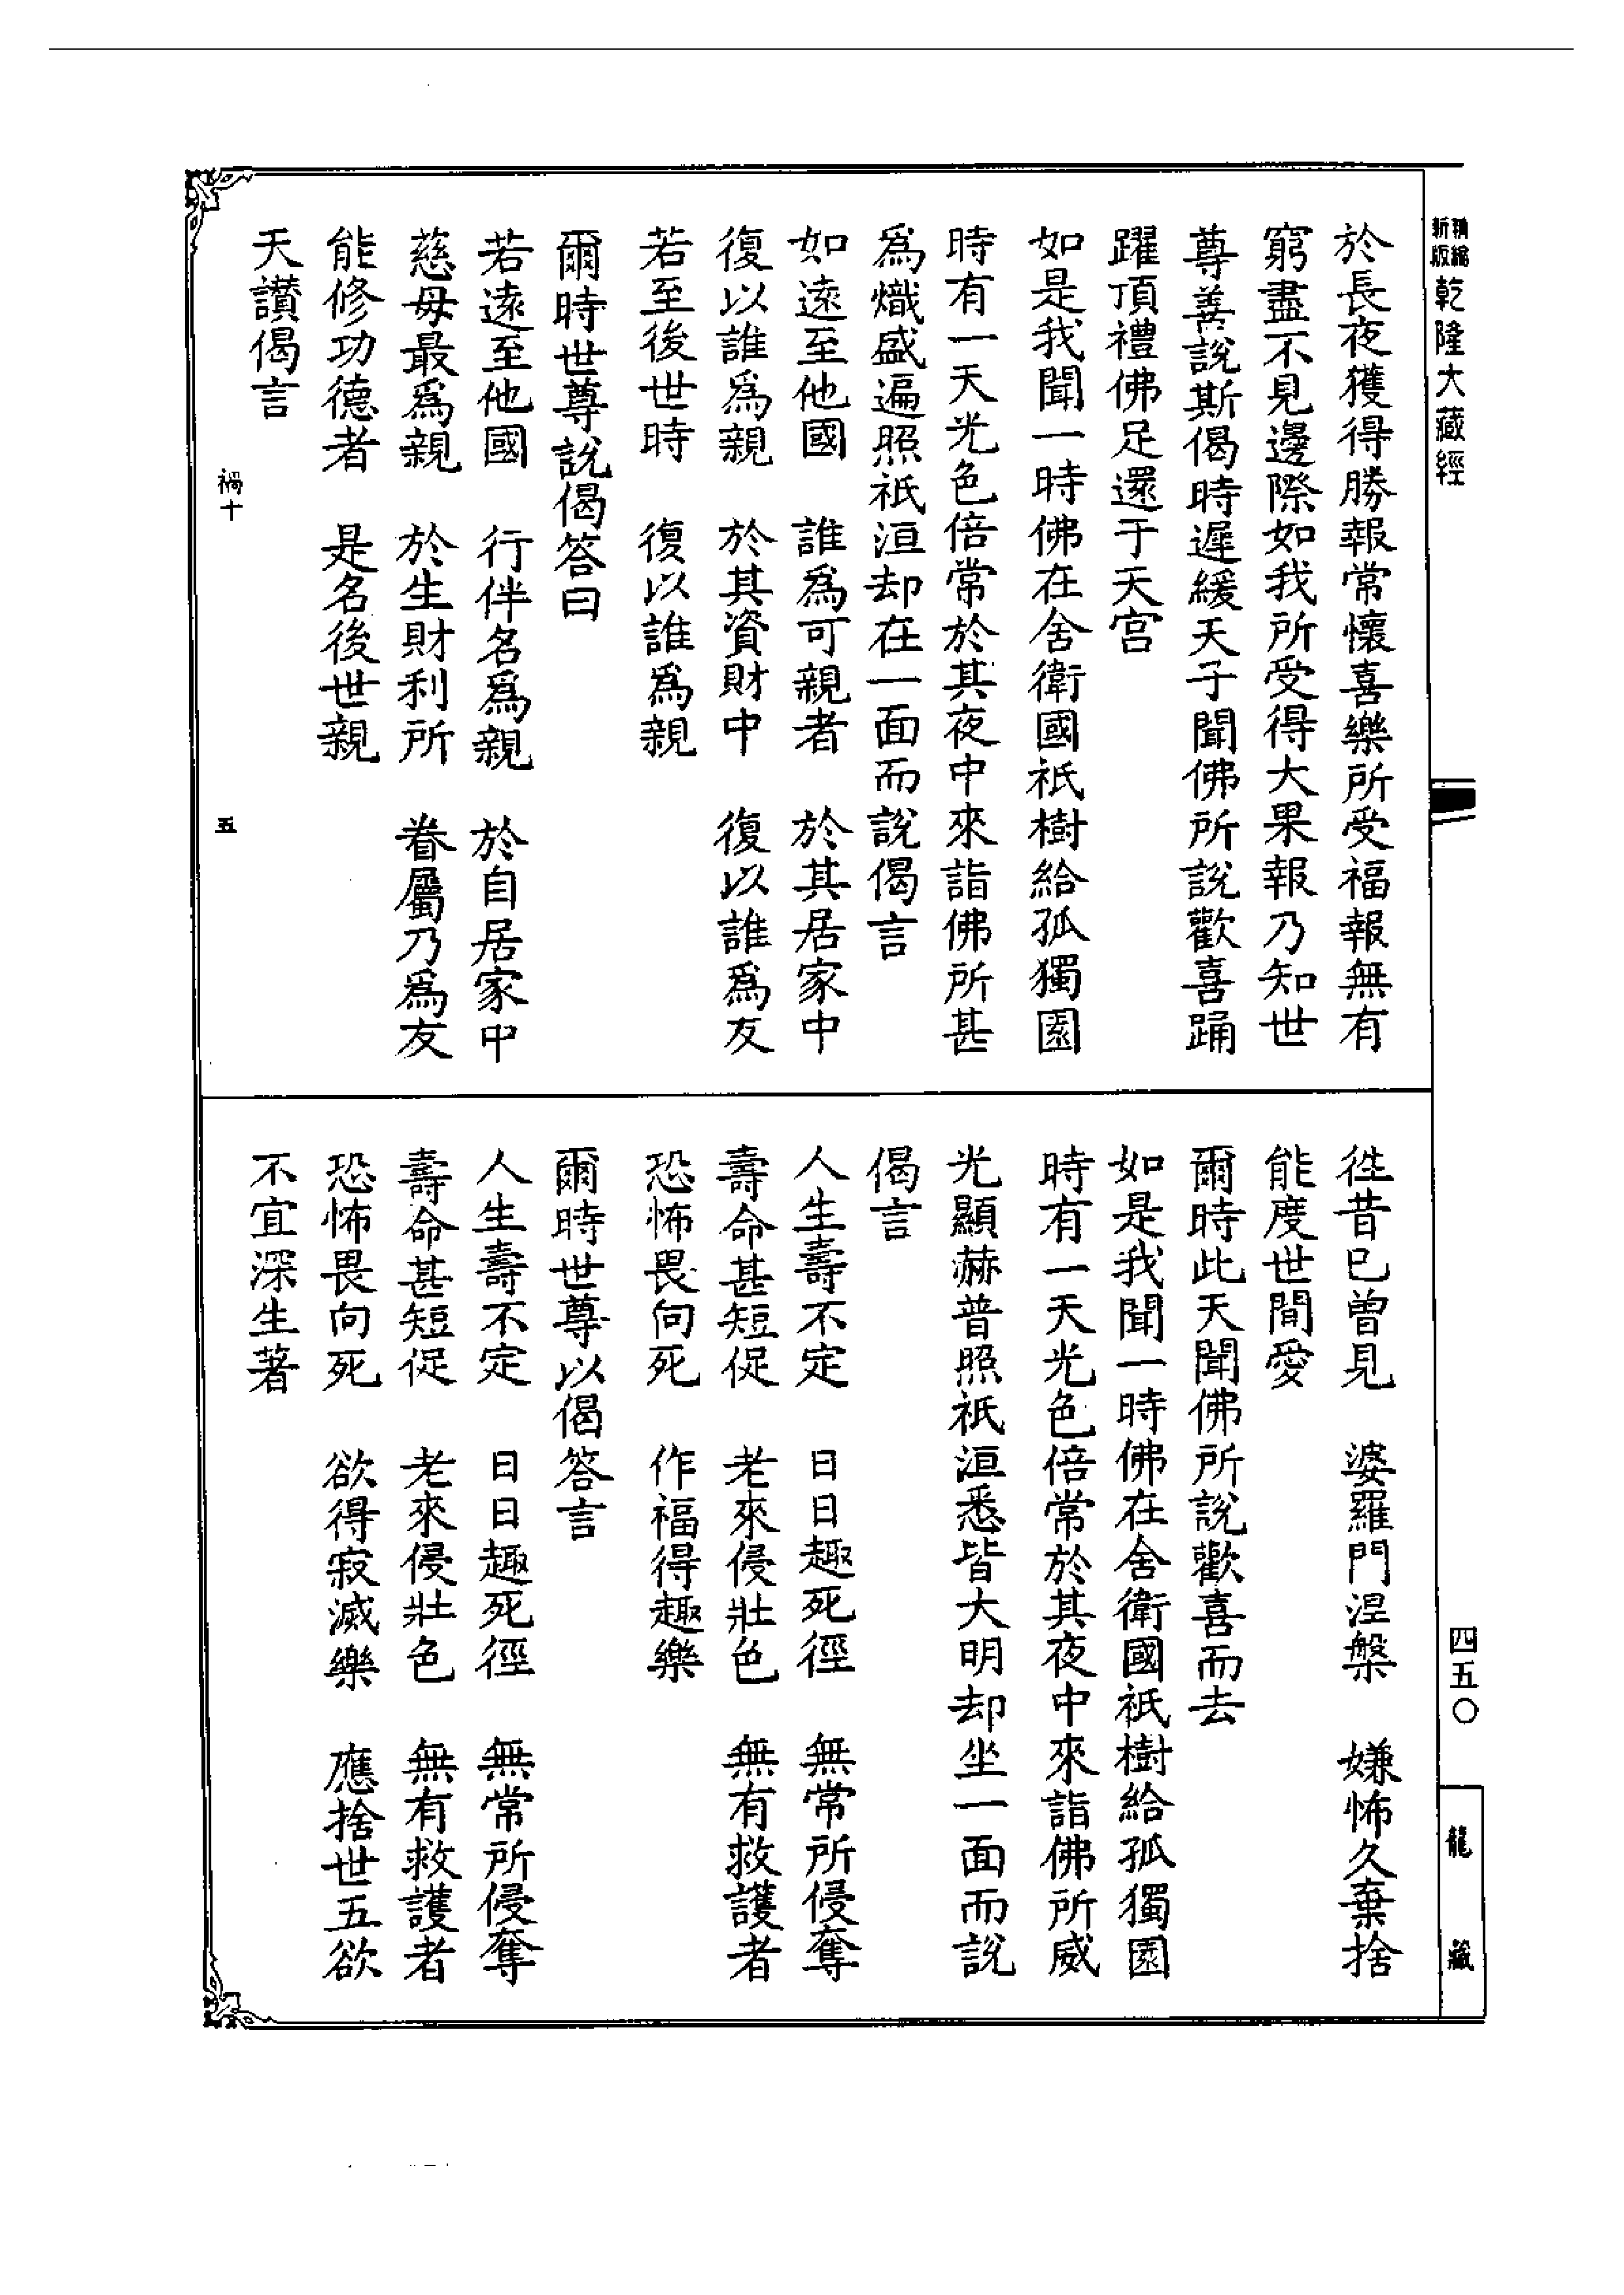 新編
新版 乾隆大藏經
於長夜獲得勝報常懷喜樂所受福報無有
窮盡不見邊際如我所受得大果報乃知世
尊善說斯偈時遲緩天子聞佛所說歡喜踊
躍頂禮佛足還于天宮
如是我聞一時佛在舍衛國祇樹給孤獨園
時有一天光色倍常於其夜中來詣佛所甚
為熾盛遍照祇洹却在一面而說偈言
如遠至他國 誰為可親者 於其居家中
復以誰為親 於其資財中 復以誰為友
若至後世時 復以誰為親
爾時世尊說偈答曰
若遠至他國 行伴名為親 於自居家中
慈母最為親 於生財利所 眷屬乃為友
能修功德者 是名後世親
天讚偈言
禍十
五
往昔已曾見 婆羅門涅槃 嫌怖久棄捨
能度世間愛
爾時此天聞佛所說歡喜而去
如是我聞一時佛在舍衛國祇樹給孤獨園
時有一天光色倍常於其夜中來詣佛所威
光顯赫普照祇洹悉皆大明却坐一面而說
偈言
人生壽不定 日日趣死徑 無常所侵奪
壽命甚短促 老來侵壯色 無有救護者
恐怖畏向死 作福得趣樂
爾時世尊以偈答言
人生壽不定 日日趣死徑 無常所侵奪
壽命甚短促 老來侵壯色 無有救護者
恐怖畏向死 欲得寂滅樂 應捨世五欲
不宜深生著
四五〇
龍藏